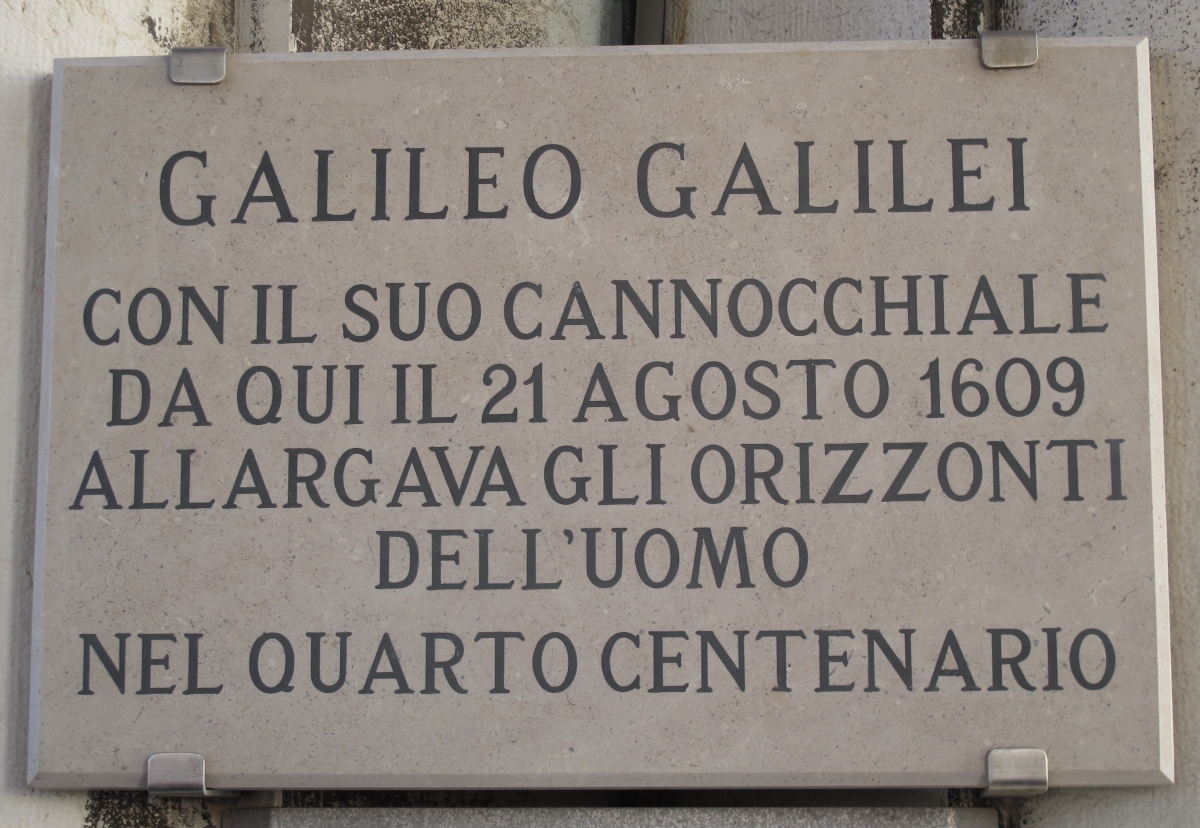 GALILEO GALILEI
CON IL SUO CANNOCCHIALE
DA QUI IL 21 AGOSTO 1609
ALLARGAVA GLI ORIZZONTI
DELL'UOMO
NEL QUARTO CENTENARIO